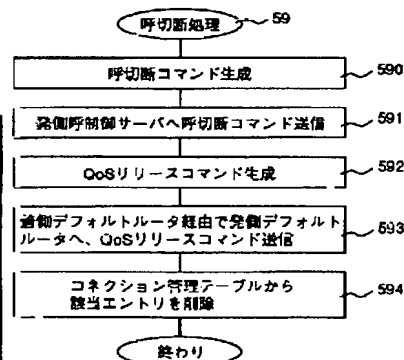 呼切断処理 59
呼切断コマンド生成 590
発側呼制御サーバへ呼切断コマンド送信 591
QoSリリースコマンド生成 592
着側デフォルトルータ経由で発側デフォルト
ルータへ、QoSリリースコマンド送信 593
コネクション管理テーブルから
該当エントリを削除 594
終わり